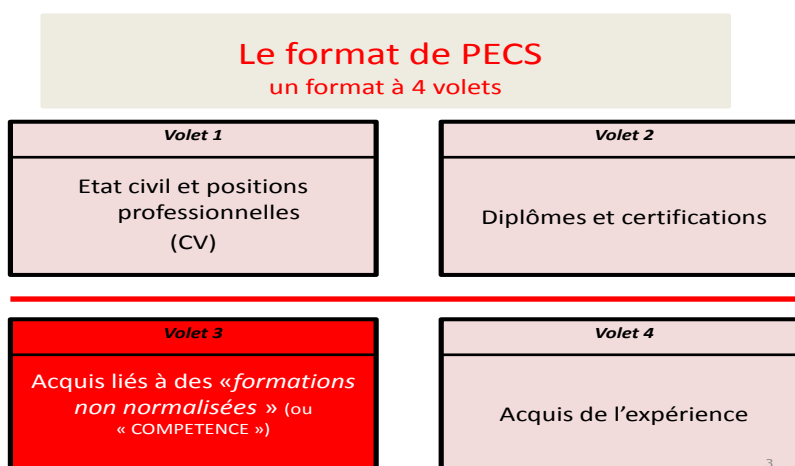 Le format de PECS
un format à 4 volets
Volet 1
Etat civil et positions
professionnelles
(CV)
Volet 2
Diplômes et certifications
Volet 3
Acquis liés à des «formations
non normalisées » (ou
« COMPETENCE »)
Volet 4
Acquis de l’expérience
3